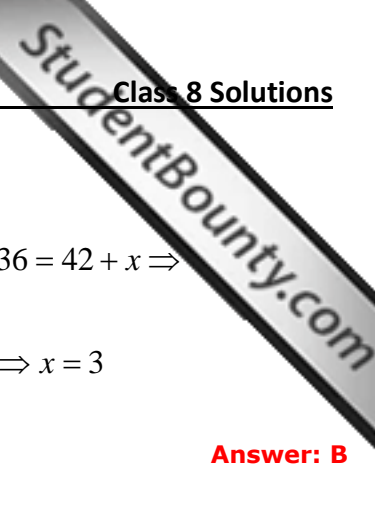 Class 8 Solutions
StudentBounty.com
36 = 42 + x ⇒
⇒ x = 3
Answer: B